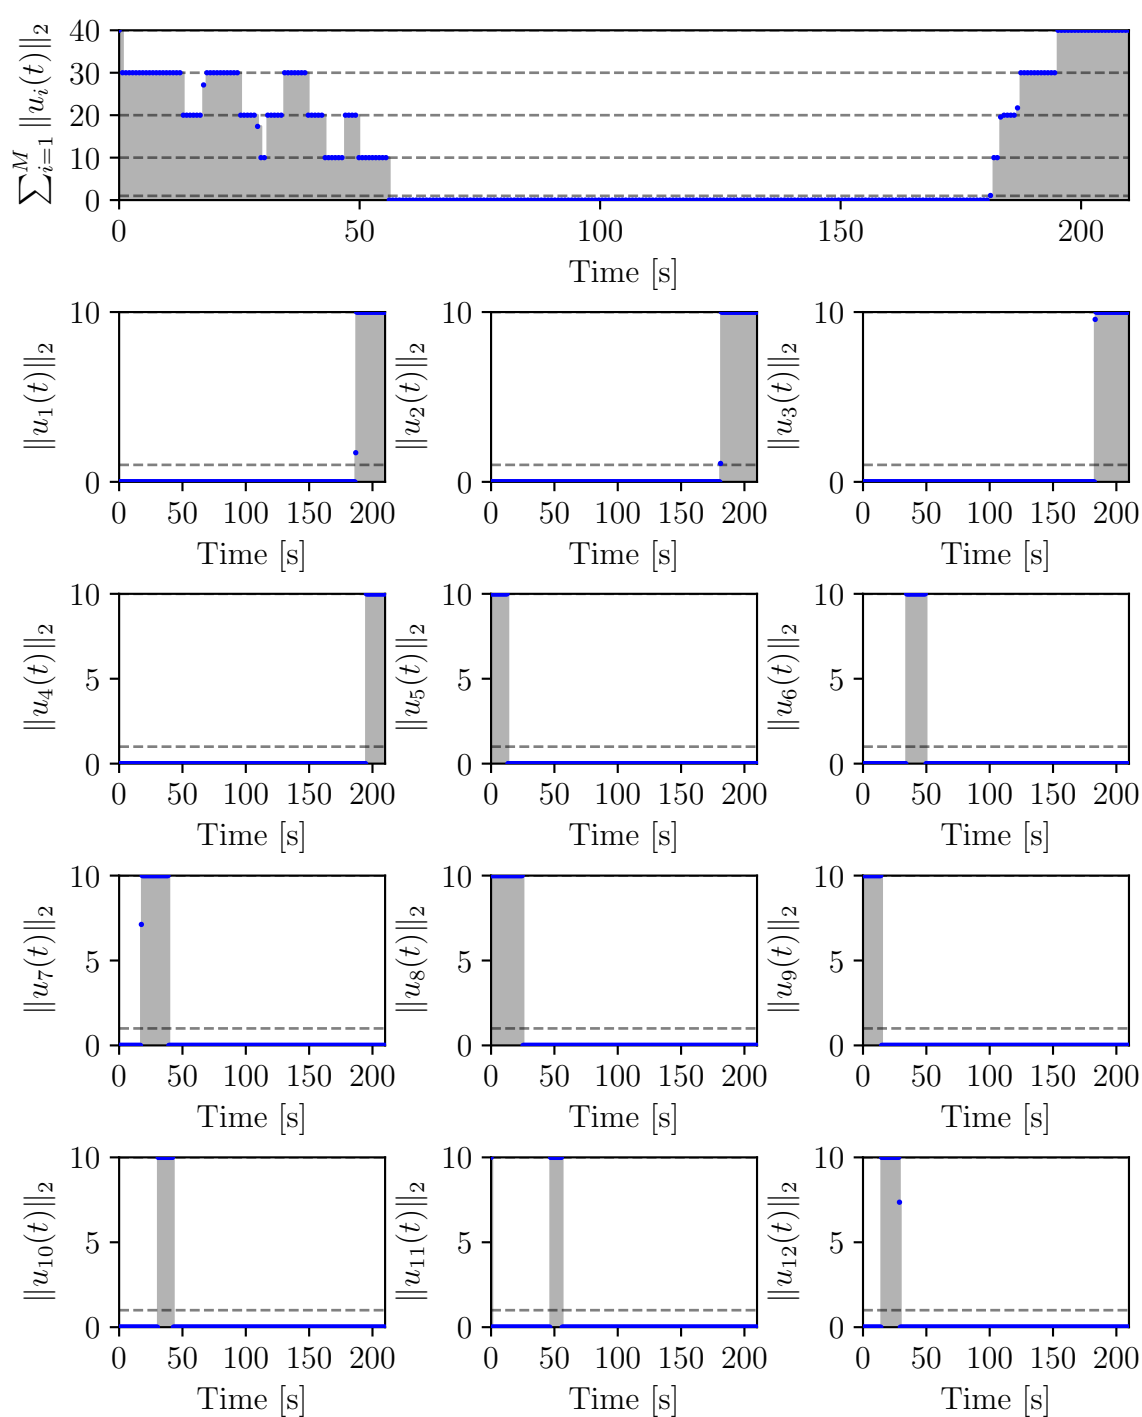 ∑_{i=1}^{M} ‖u_i(t)‖_2
40
30
20
10
0
0 50 100 150 200
Time [s]
‖u_1(t)‖_2 10 0
‖u_2(t)‖_2 10 0
‖u_3(t)‖_2 10 0
0 50 100 150 200 0 50 100 150 200 0 50 100 150 200
Time [s] Time [s] Time [s]
‖u_4(t)‖_2 10 5 0
‖u_5(t)‖_2 10 5 0
‖u_6(t)‖_2 10 5 0
0 50 100 150 200 0 50 100 150 200 0 50 100 150 200
Time [s] Time [s] Time [s]
‖u_7(t)‖_2 10 5 0
‖u_8(t)‖_2 10 5 0
‖u_9(t)‖_2 10 5 0
0 50 100 150 200 0 50 100 150 200 0 50 100 150 200
Time [s] Time [s] Time [s]
‖u_{10}(t)‖_2 10 5 0
‖u_{11}(t)‖_2 10 5 0
‖u_{12}(t)‖_2 10 5 0
0 50 100 150 200 0 50 100 150 200 0 50 100 150 200
Time [s] Time [s] Time [s]